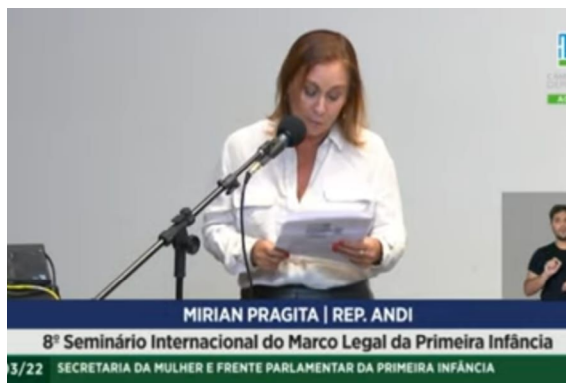 MIRIAN PRAGITA | REP. ANDI
8º Seminário Internacional do Marco Legal da Primeira Infância
3/22 SECRETARIA DA MULHER E FRENTE PARLAMENTAR DA PRIMEIRA INFÂNCIA